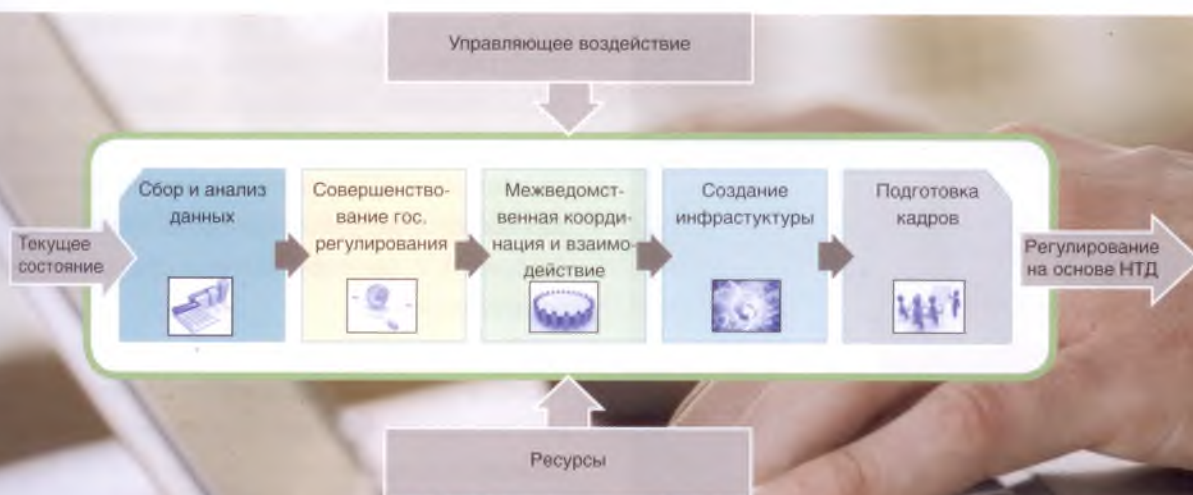 Управляющее воздействие
Текущее
состояние
Сбор и анализ
данных
Совершенство-
вание гос.
регулирования
Межведомст-
венная коорди-
нация и взаимо-
действие
Создание
инфрастуктуры
Подготовка
кадров
Регулирование
на основе НТД
Ресурсы